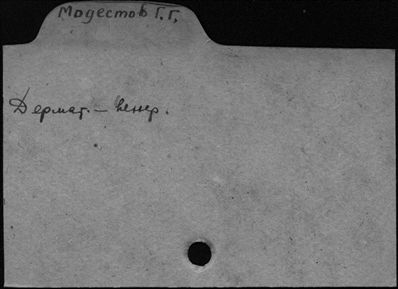 Модестов Г.Г.
Дермат. – венер.